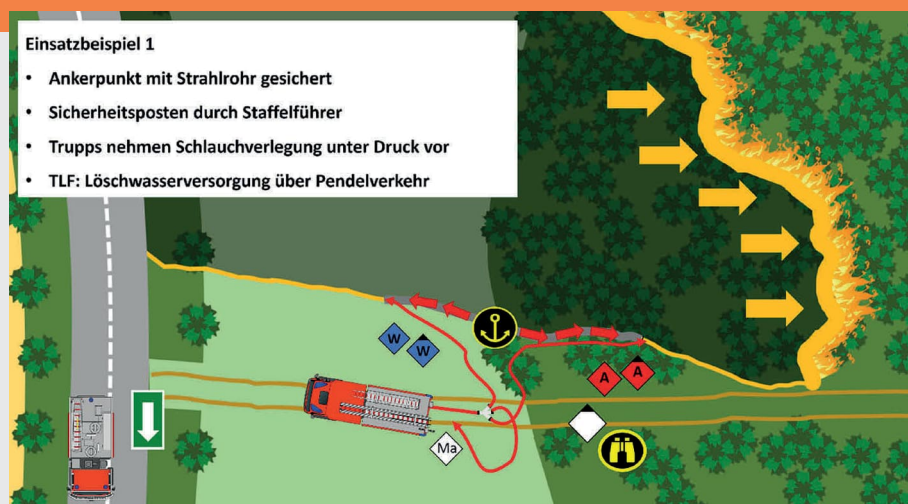 Einsatzbeispiel 1
• Ankerpunkt mit Strahlrohr gesichert
• Sicherheitsposten durch Staffelführer
• Trupps nehmen Schlauchverlegung unter Druck vor
• TLF: Löschwasserversorgung über Pendelverkehr
W
W
A
A
Ma